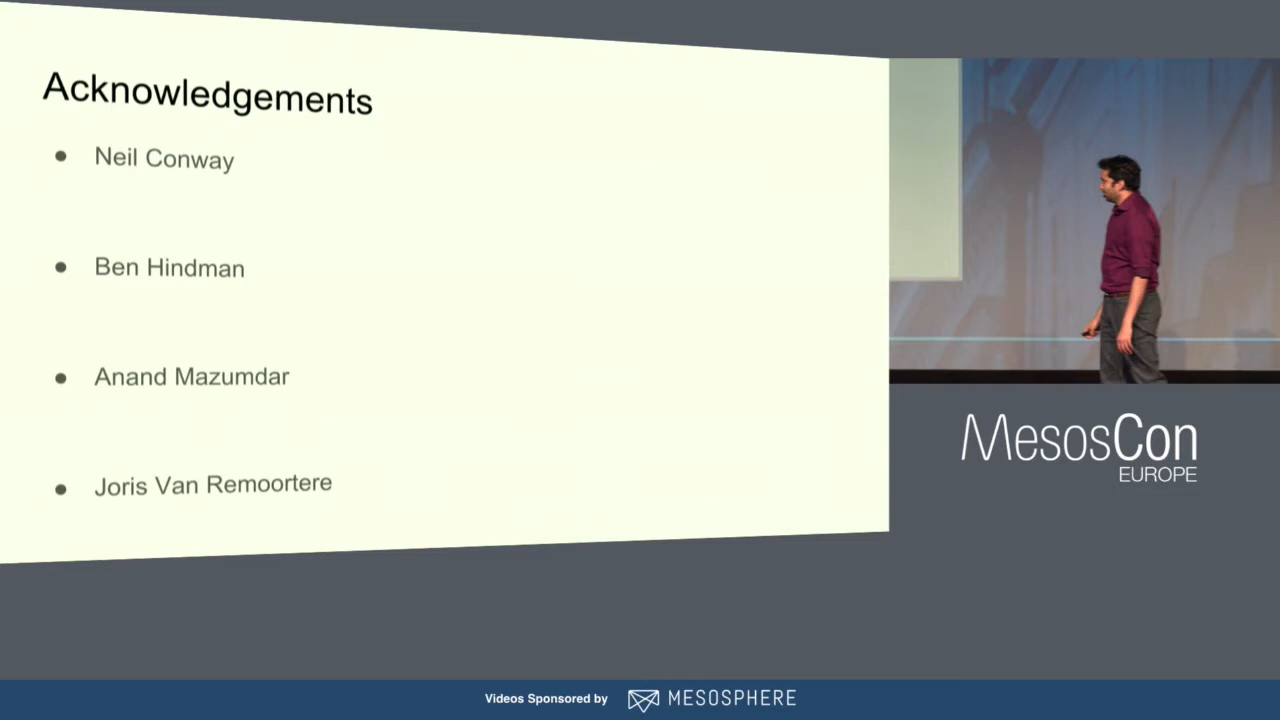 Acknowledgements
● Neil Conway
● Ben Hindman
● Anand Mazumdar
● Joris Van Remoortere
MesosCon
EUROPE
Videos Sponsored by MESOSPHERE